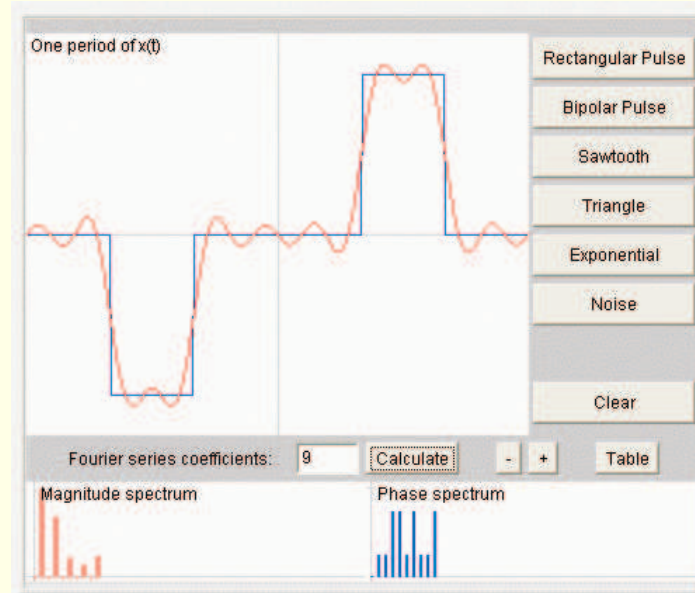 One period of x(t)
Rectangular Pulse
Bipolar Pulse
Sawtooth
Triangle
Exponential
Noise
Clear
Fourier series coefficients: 9 Calculate - + Table
Magnitude spectrum
Phase spectrum